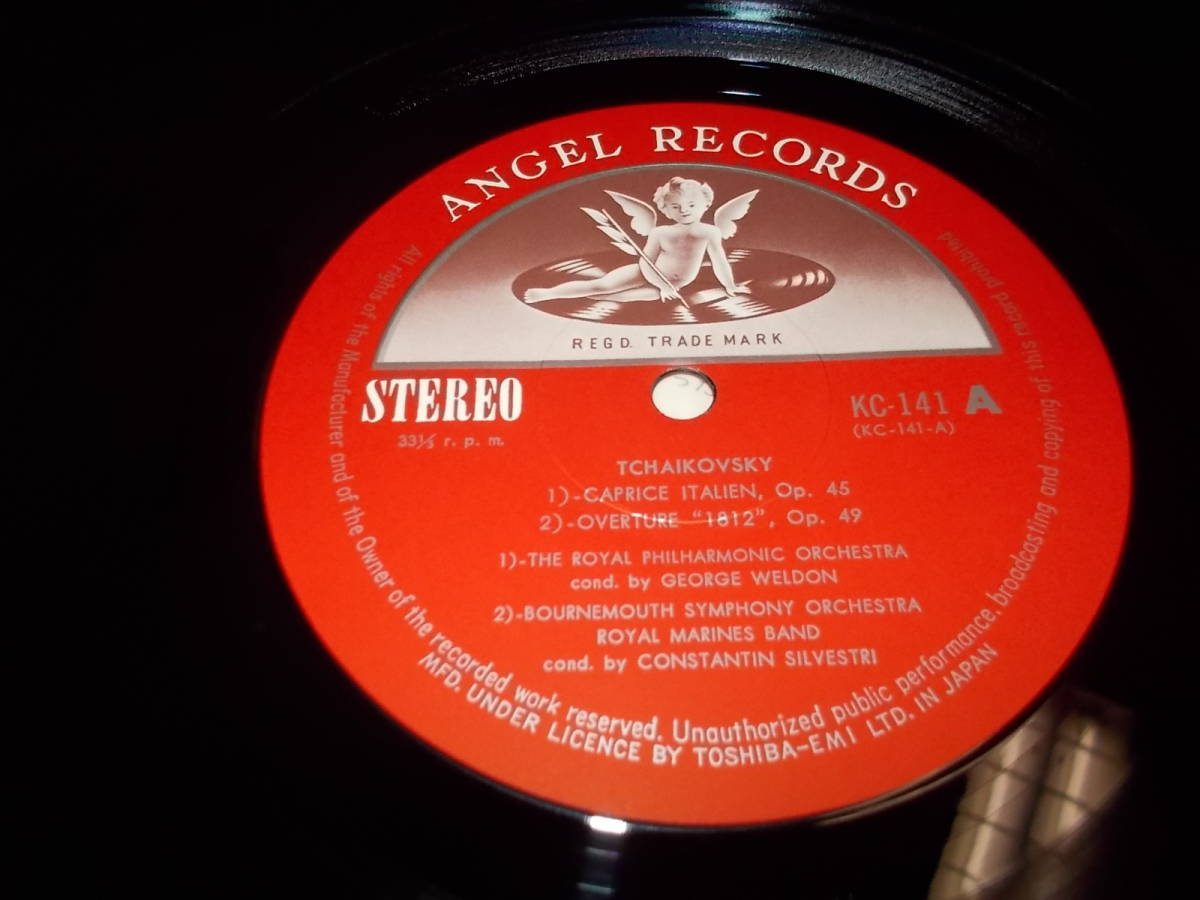 ANGEL RECORDS
REGD. TRADE MARK
STEREO
33⅓ r. p. m.
KC-141 A
(KC-141-A)
TCHAIKOVSKY
1)-CAPRICE ITALIEN, Op. 45
2)-OVERTURE "1812", Op. 49
1)-THE ROYAL PHILHARMONIC ORCHESTRA
cond. by GEORGE WELDON
2)-BOURNEMOUTH SYMPHONY ORCHESTRA
ROYAL MARINES BAND
cond. by CONSTANTIN SILVESTRI
All rights of the Manufacturer and of the Owner of the recorded work reserved. Unauthorized public performance, broadcasting and copying of this record prohibited
MFD. UNDER LICENCE BY TOSHIBA-EMI LTD. IN JAPAN